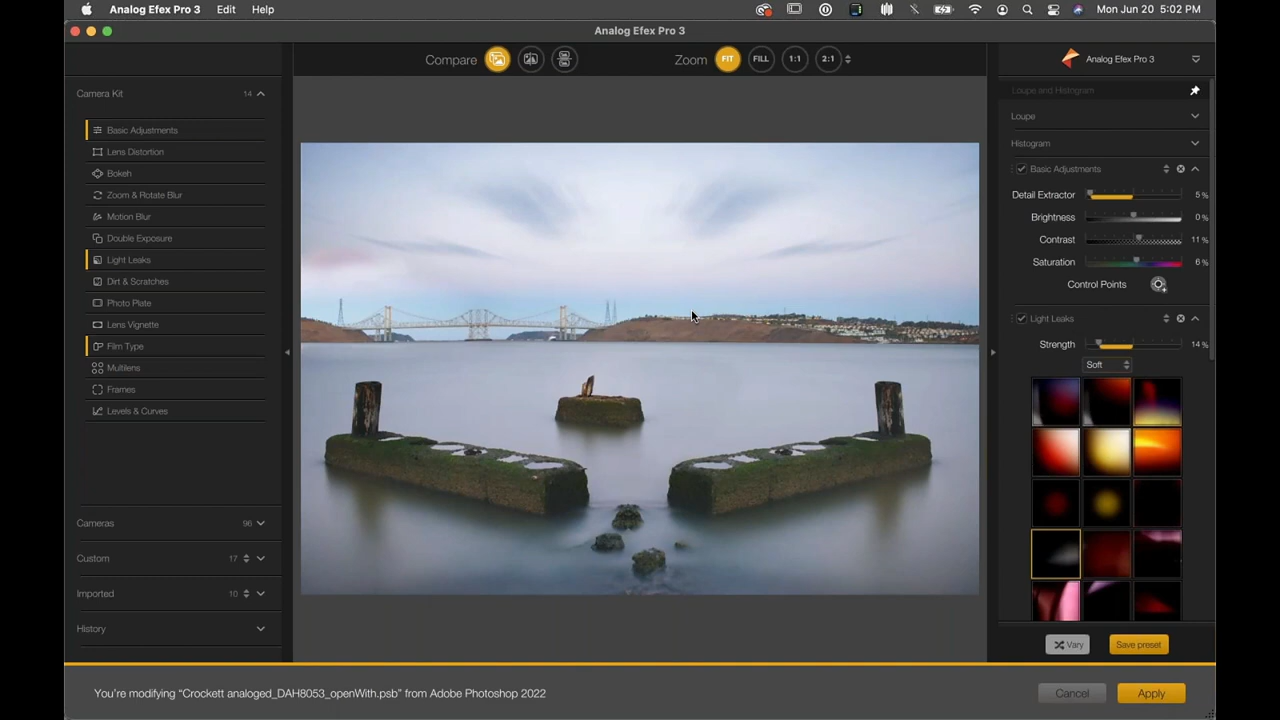 Analog Efex Pro 3 Edit Help Mon Jun 20 5:02 PM
Analog Efex Pro 3
Compare Zoom FIT FILL 1:1 2:1 Analog Efex Pro 3
Camera Kit 14
Basic Adjustments
Lens Distortion
Bokeh
Zoom & Rotate Blur
Motion Blur
Double Exposure
Light Leaks
Dirt & Scratches
Photo Plate
Lens Vignette
Film Type
Multilens
Frames
Levels & Curves
Cameras 96
Custom 17
Imported 10
History
Loupe and Histogram
Loupe
Histogram
Basic Adjustments
Detail Extractor 5 %
Brightness 0 %
Contrast 11 %
Saturation 6 %
Control Points
Light Leaks
Strength 14 %
Soft
Vary Save preset
You're modifying “Crockett analoged_DAH8053_openWith.psb” from Adobe Photoshop 2022
Cancel Apply